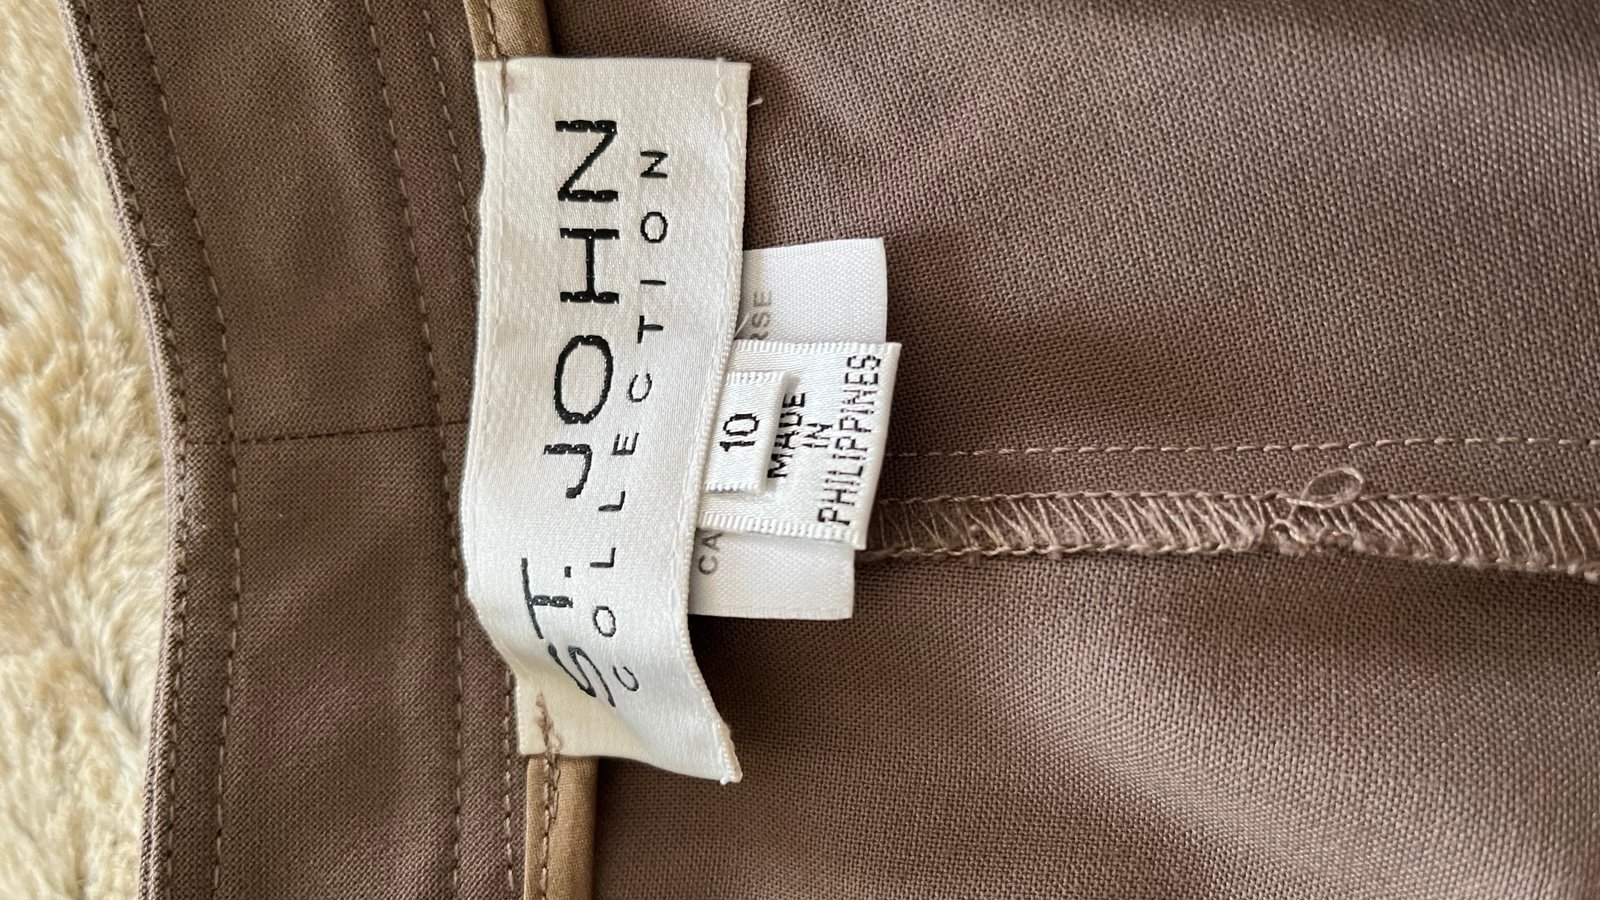 ST. JOHN
COLLECTION
10
MADE
IN
PHILIPPINES